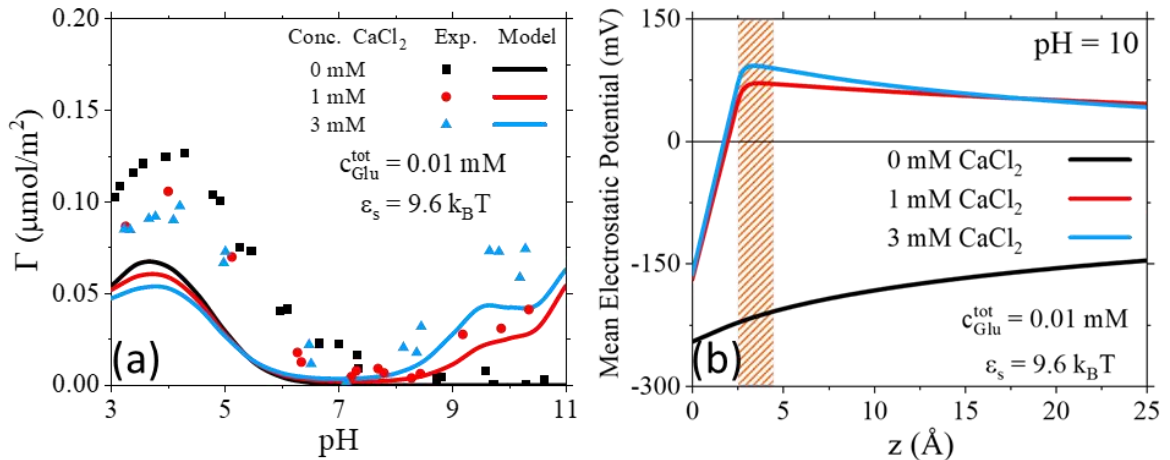 0.20
0.15
0.10
0.05
0.00
Γ (μmol/m²)
Conc. CaCl₂ Exp. Model
0 mM
1 mM
3 mM
c_Glu^tot = 0.01 mM
ε_s = 9.6 k_BT
(a)
3 5 7 9 11
pH
150
0
-150
-300
Mean Electrostatic Potential (mV)
pH = 10
0 mM CaCl₂
1 mM CaCl₂
3 mM CaCl₂
c_Glu^tot = 0.01 mM
ε_s = 9.6 k_BT
(b)
0 5 10 15 20 25
z (Å)